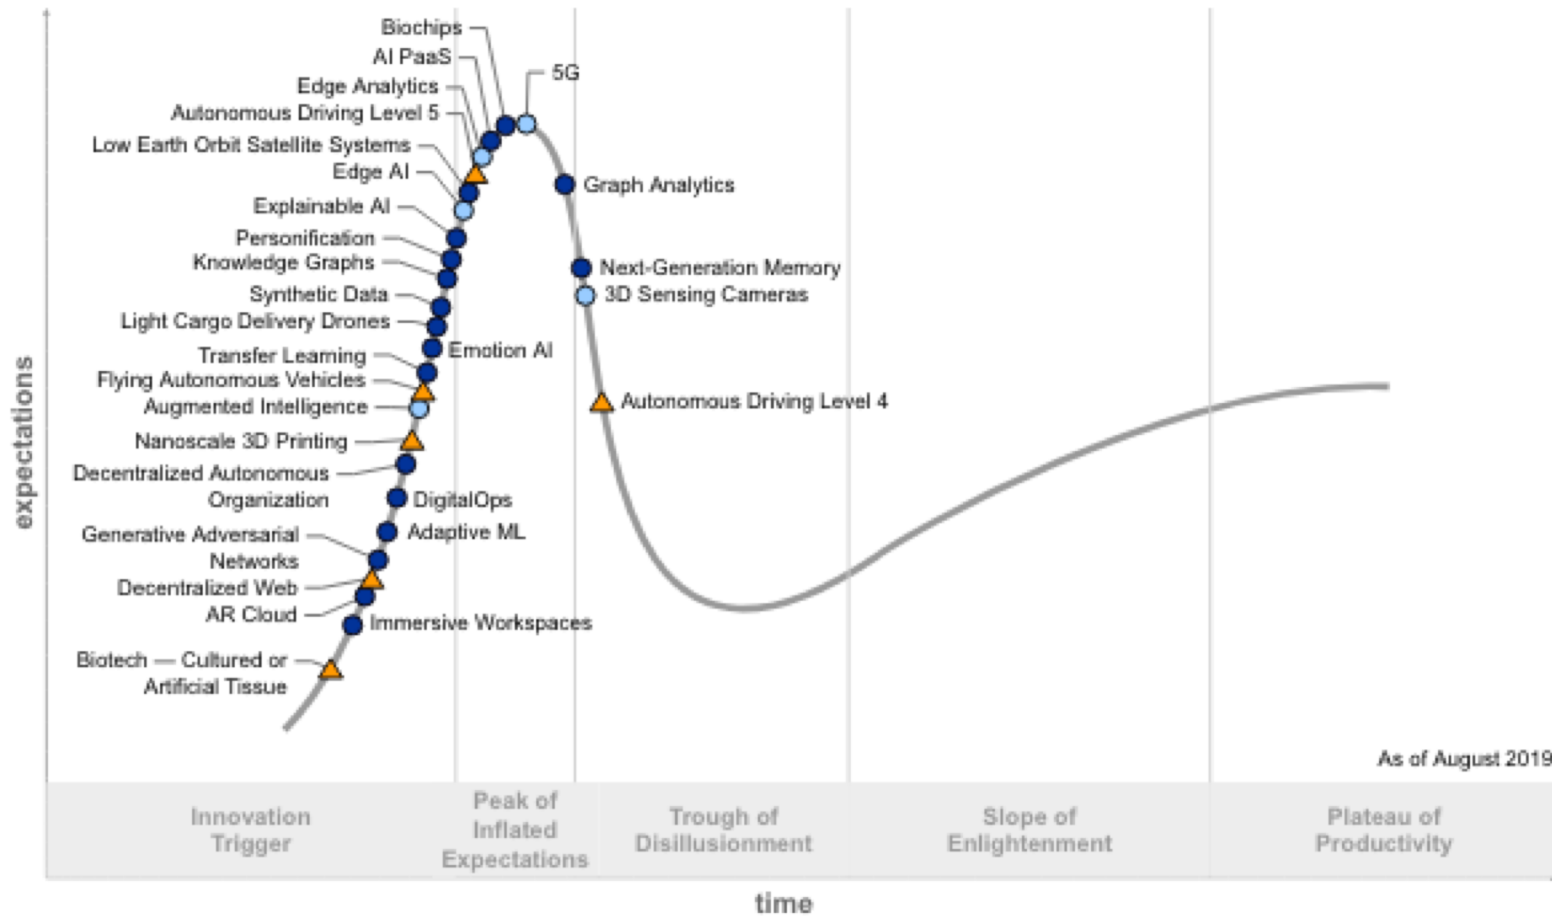 Biochips
AI PaaS
5G
Edge Analytics
Autonomous Driving Level 5
Low Earth Orbit Satellite Systems
Edge AI
Graph Analytics
Explainable AI
Personification
Knowledge Graphs
Next-Generation Memory
Synthetic Data
3D Sensing Cameras
Light Cargo Delivery Drones
Emotion AI
Transfer Learning
Flying Autonomous Vehicles
Augmented Intelligence
Autonomous Driving Level 4
Nanoscale 3D Printing
Decentralized Autonomous
Organization
DigitalOps
Generative Adversarial
Networks
Adaptive ML
Decentralized Web
AR Cloud
Immersive Workspaces
Biotech — Cultured or
Artificial Tissue
expectations
As of August 2019
Innovation
Trigger
Peak of
Inflated
Expectations
Trough of
Disillusionment
Slope of
Enlightenment
Plateau of
Productivity
time